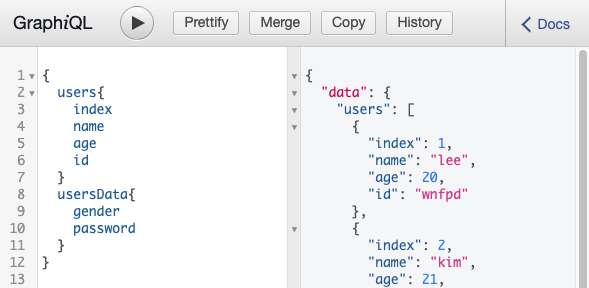 GraphiQL Prettify Merge Copy History Docs
1 {
2 users{
3 index
4 name
5 age
6 id
7 }
8 usersData{
9 gender
10 password
11 }
12 }
13
{
"data": {
"users": [
{
"index": 1,
"name": "lee",
"age": 20,
"id": "wnfpd"
},
{
"index": 2,
"name": "kim",
"age": 21,